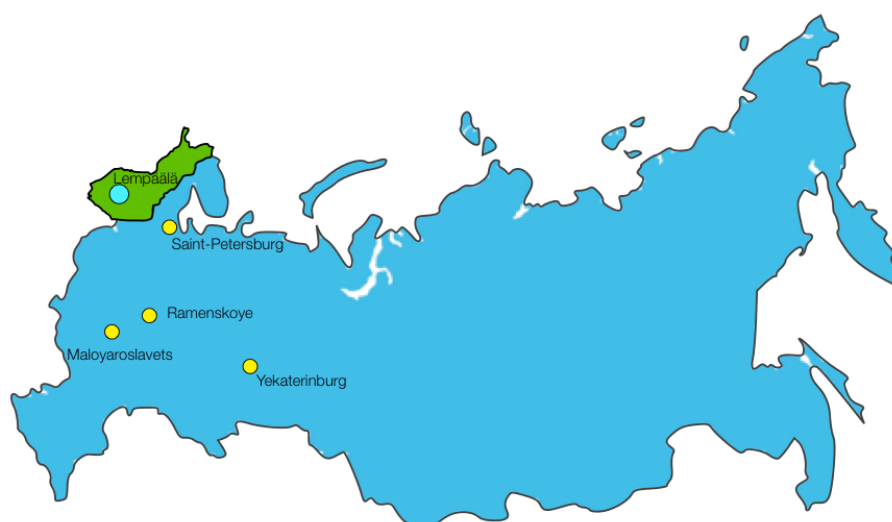 Lempäälä
Saint-Petersburg
Ramenskoye
Maloyaroslavets
Yekaterinburg